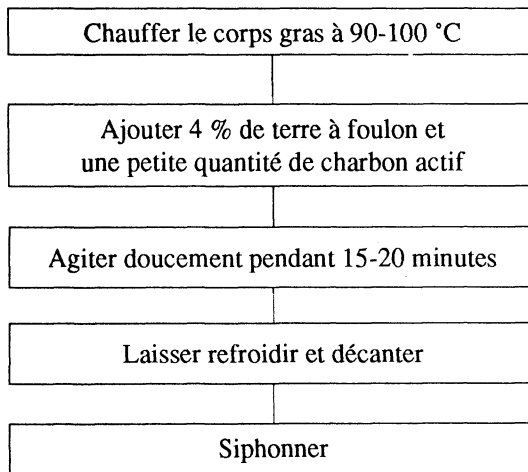 Chauffer le corps gras à 90-100 °C
Ajouter 4 % de terre à foulon et
une petite quantité de charbon actif
Agiter doucement pendant 15-20 minutes
Laisser refroidir et décanter
Siphonner